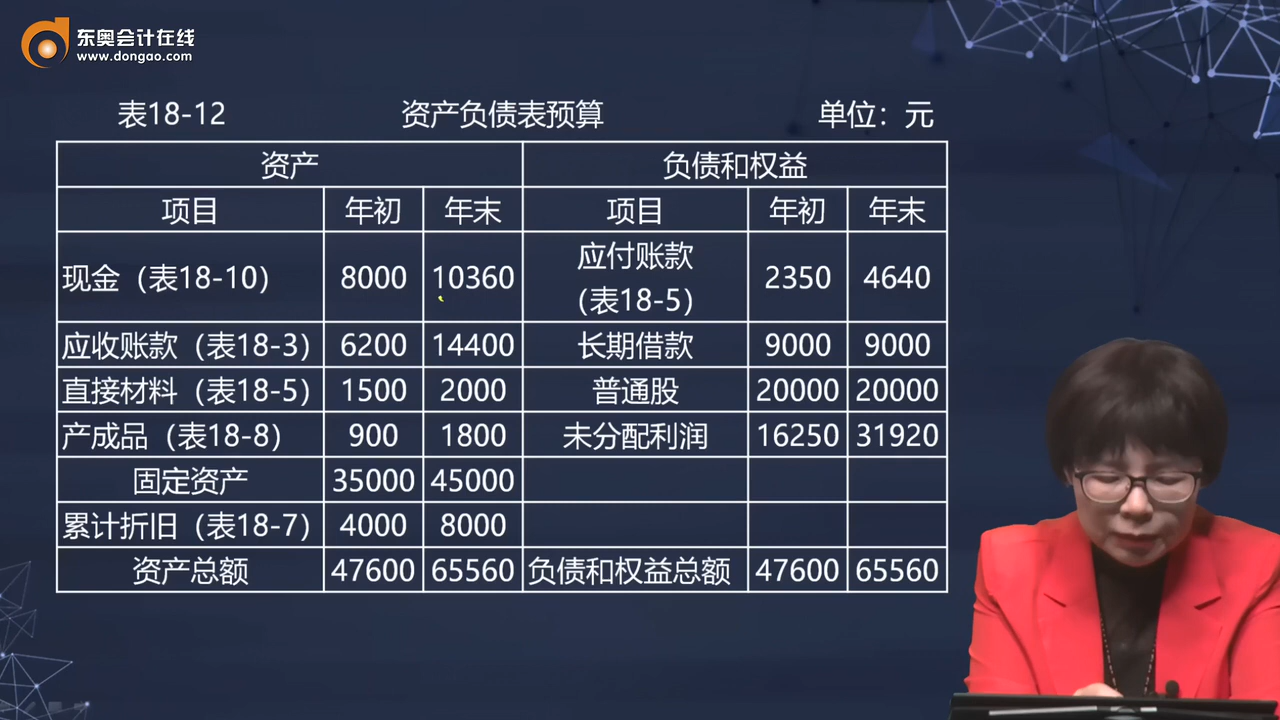 东奥会计在线
www.dongao.com
表18-12 资产负债表预算 单位：元
资产 负债和权益
项目 年初 年末 项目 年初 年末
现金（表18-10） 8000 10360 应付账款
（表18-5） 2350 4640
应收账款（表18-3） 6200 14400 长期借款 9000 9000
直接材料（表18-5） 1500 2000 普通股 20000 20000
产成品（表18-8） 900 1800 未分配利润 16250 31920
固定资产 35000 45000
累计折旧（表18-7） 4000 8000
资产总额 47600 65560 负债和权益总额 47600 65560